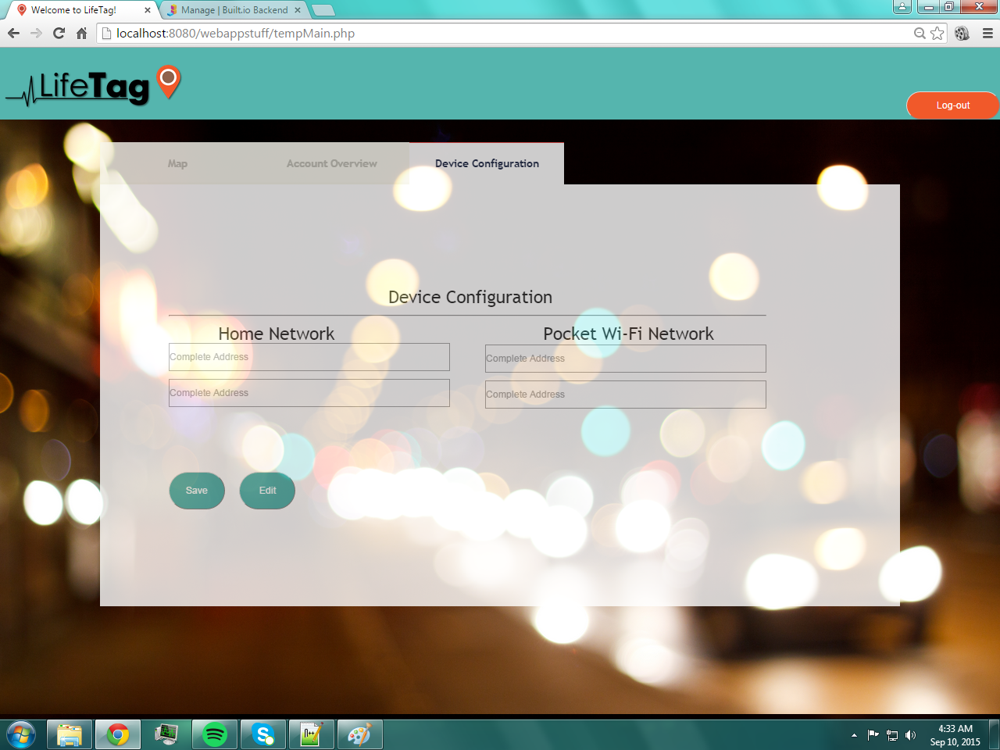 Welcome to LifeTag!
Manage | Built.io Backend
localhost:8080/webappstuff/tempMain.php
LifeTag
Log-out
Map
Account Overview
Device Configuration
Device Configuration
Home Network
Pocket Wi-Fi Network
Complete Address
Complete Address
Complete Address
Complete Address
Save
Edit
N++
4:33 AM
Sep 10, 2015